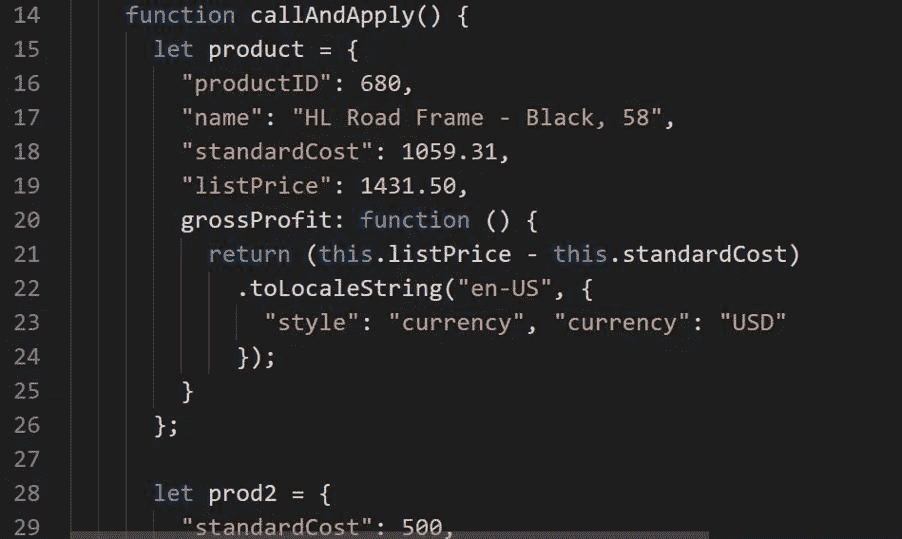 14 function callAndApply() {
15 let product = {
16 "productID": 680,
17 "name": "HL Road Frame - Black, 58",
18 "standardCost": 1059.31,
19 "listPrice": 1431.50,
20 grossProfit: function () {
21 return (this.listPrice - this.standardCost)
22 .toLocaleString("en-US", {
23 "style": "currency", "currency": "USD"
24 });
25 }
26 };
27
28 let prod2 = {
29 "standardCost": 500,